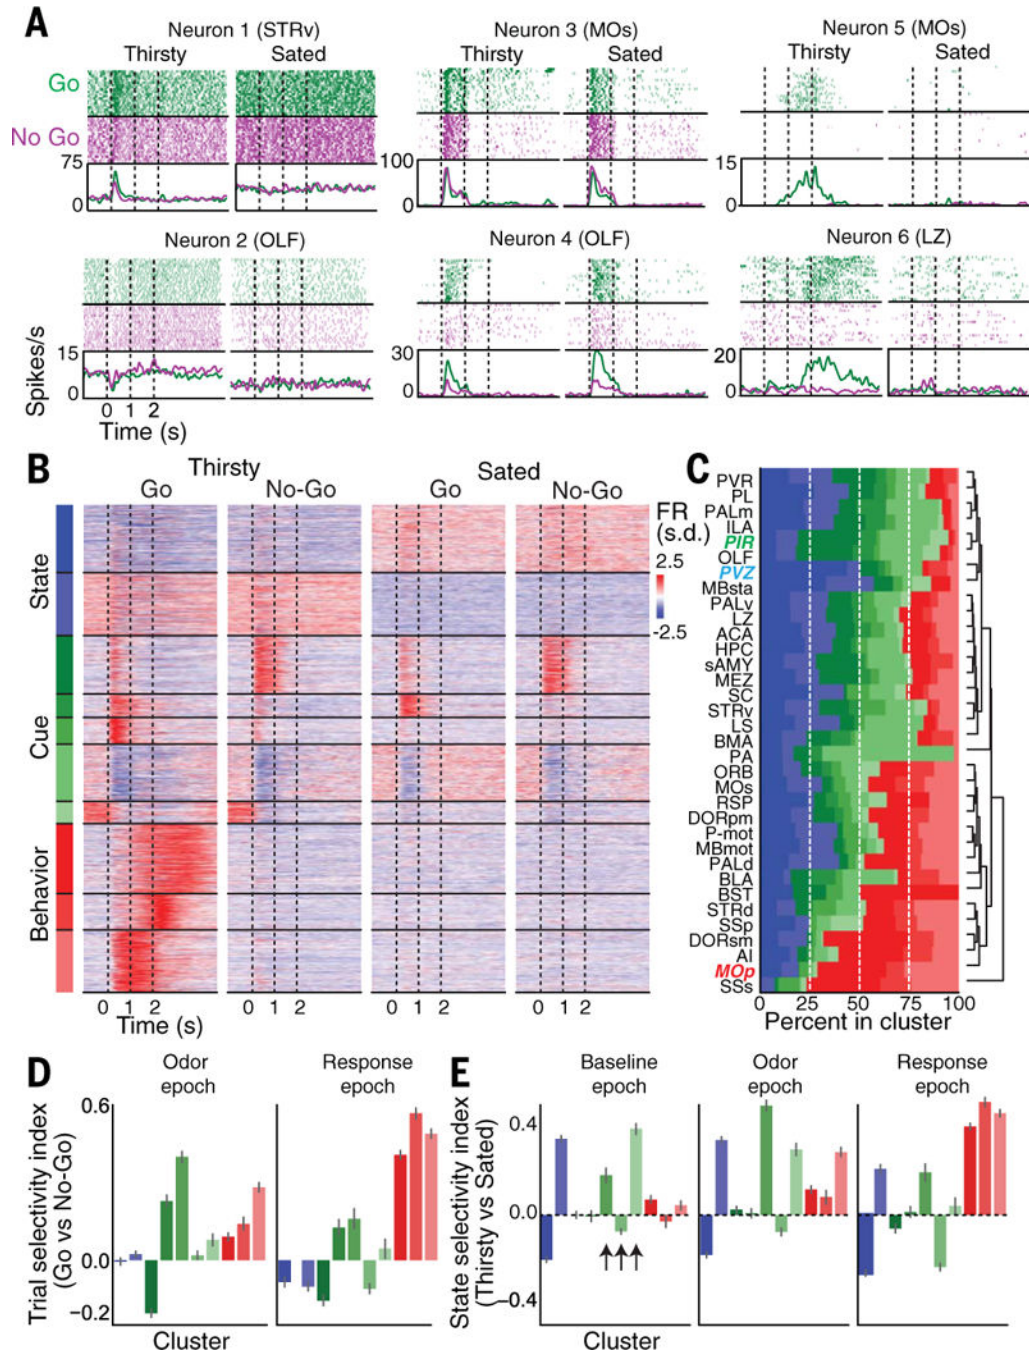 A
Neuron 1 (STRv)
Thirsty Sated
Neuron 3 (MOs)
Thirsty Sated
Neuron 5 (MOs)
Thirsty Sated
Go
No Go
75
0
100
0
15
0
Neuron 2 (OLF)
Neuron 4 (OLF)
Neuron 6 (LZ)
Spikes/s
15
0
30
0
20
0
0 1 2
Time (s)
B
Thirsty Sated
Go No-Go Go No-Go
FR
(s.d.)
2.5
-2.5
State
Cue
Behavior
0 1 2 0 1 2 0 1 2 0 1 2
Time (s)
C
PVR
PL
PALm
ILA
PIR
OLF
PVZ
MBsta
PALv
LZ
ACA
HPC
sAMY
MEZ
SC
STRv
LS
BMA
PA
ORB
MOs
RSP
DORpm
P-mot
MBmot
PALd
BLA
BST
STRd
SSp
DORsm
AI
MOp
SSs
0 25 50 75 100
Percent in cluster
D
Odor
epoch
Response
epoch
Trial selectivity index
(Go vs No-Go)
0.6
0.0
−0.2
Cluster
E
Baseline
epoch
Odor
epoch
Response
epoch
State selectivity index
(Thirsty vs Sated)
0.4
0.0
−0.4
Cluster